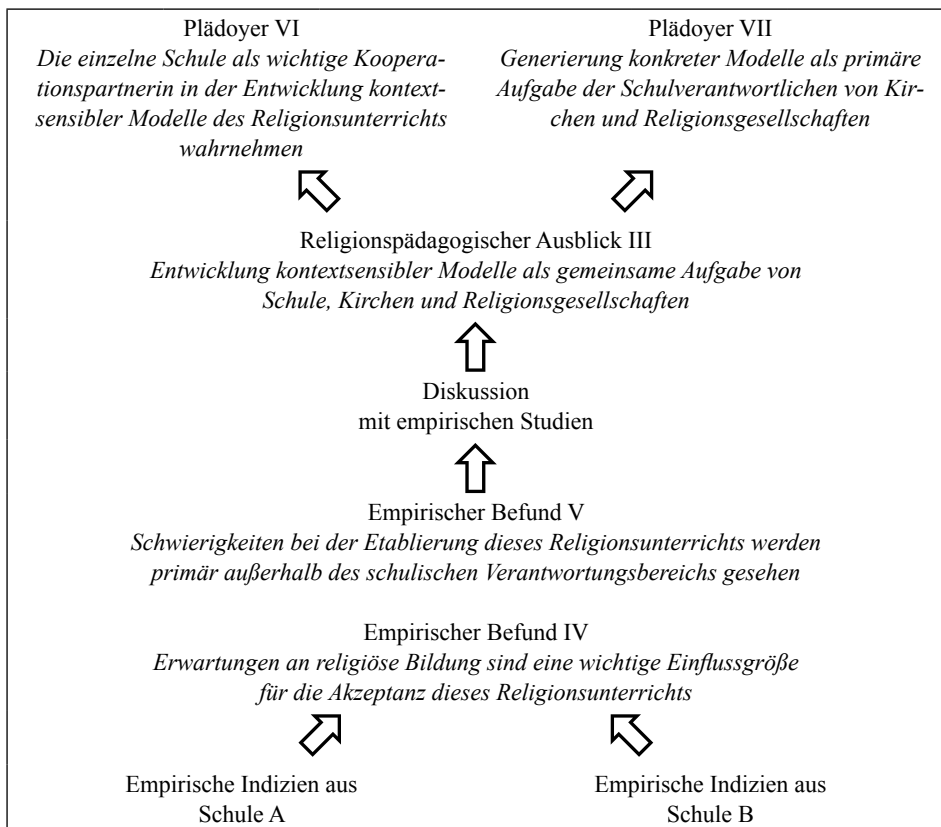 Plädoyer VI
Die einzelne Schule als wichtige Koopera-
tionspartnerin in der Entwicklung kontext-
sensibler Modelle des Religionsunterrichts
wahrnehmen
Plädoyer VII
Generierung konkreter Modelle als primäre
Aufgabe der Schulverantwortlichen von Kir-
chen und Religionsgesellschaften
Religionspädagogischer Ausblick III
Entwicklung kontextsensibler Modelle als gemeinsame Aufgabe von
Schule, Kirchen und Religionsgesellschaften
Diskussion
mit empirischen Studien
Empirischer Befund V
Schwierigkeiten bei der Etablierung dieses Religionsunterrichts werden
primär außerhalb des schulischen Verantwortungsbereichs gesehen
Empirischer Befund IV
Erwartungen an religiöse Bildung sind eine wichtige Einflussgröße
für die Akzeptanz dieses Religionsunterrichts
Empirische Indizien aus
Schule A
Empirische Indizien aus
Schule B